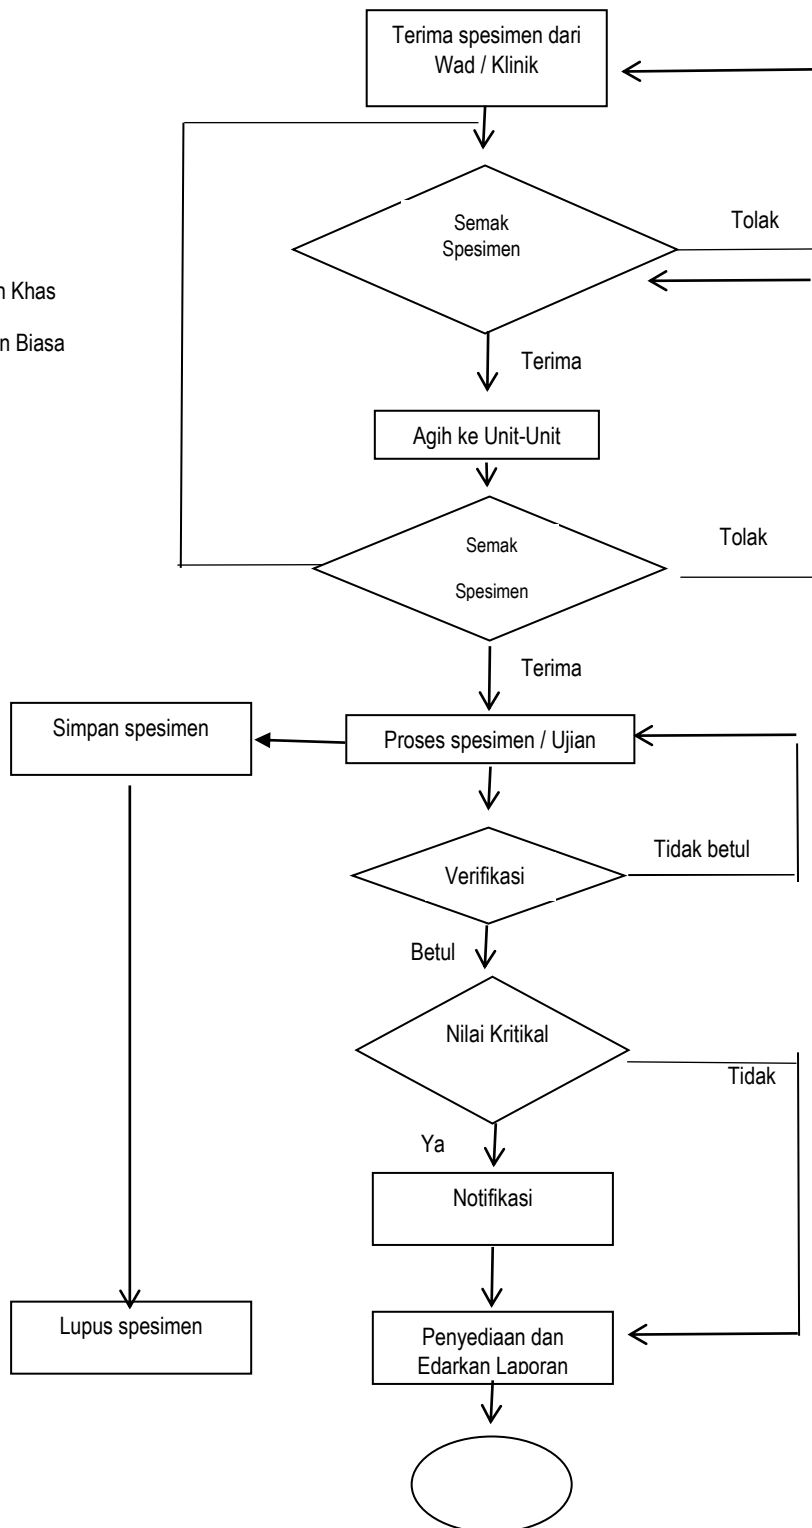 Terima spesimen dari
Wad / Klinik
Semak
Spesimen
Tolak
Khas
Biasa
Terima
Agih ke Unit-Unit
Semak
Spesimen
Tolak
Terima
Simpan spesimen
Proses spesimen / Ujian
Tidak betul
Verifikasi
Betul
Nilai Kritikal
Tidak
Ya
Notifikasi
Lupus spesimen
Penyediaan dan
Edarkan Laporan